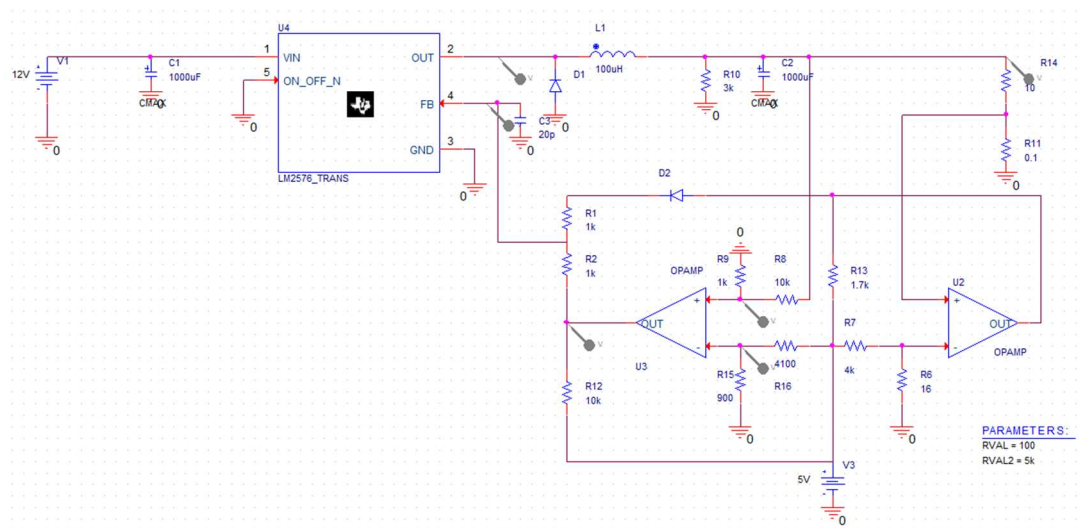 U4
L1
1 VIN OUT 2
V1 C1 D1 100uH C2 R14
12V 1000uF 5 ON_OFF_N R10 1000uF 10
3k
CMAX 0 CMAX 0
0 FB 4 0 0
C3 R11
0 20p 0.1
GND 3 0
0
LM2576_TRANS 0
D2
R1
1k 0
R2 OPAMP R9 R8 R13 U2
1k 1k 10k 1.7k
+ +
OUT R7 OUT
- -
4100 OPAMP
U3 R15 R16 4k R6
R12 900 16
10k
0 0 PARAMETERS:
RVAL = 100
V3 RVAL2 = 5k
5V
0